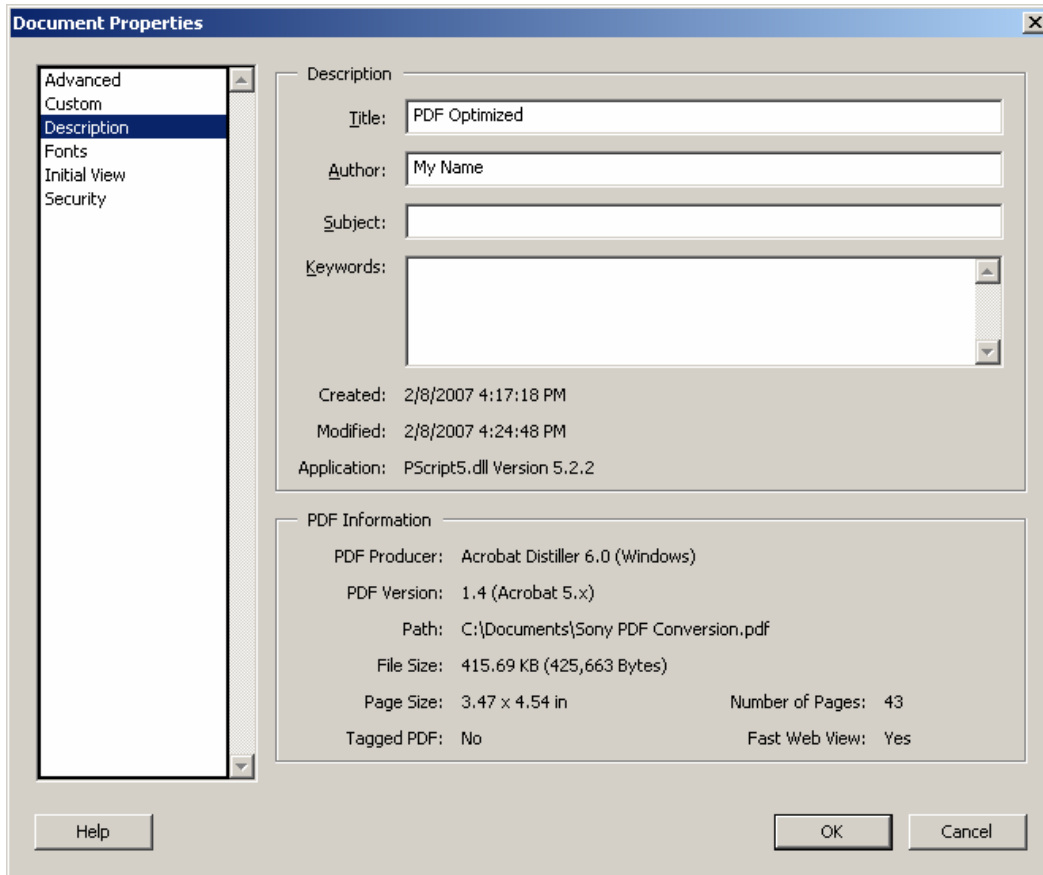 Document Properties
Advanced
Custom
Description
Fonts
Initial View
Security
Description
Title: PDF Optimized
Author: My Name
Subject:
Keywords:
Created: 2/8/2007 4:17:18 PM
Modified: 2/8/2007 4:24:48 PM
Application: PScript5.dll Version 5.2.2
PDF Information
PDF Producer: Acrobat Distiller 6.0 (Windows)
PDF Version: 1.4 (Acrobat 5.x)
Path: C:\Documents\Sony PDF Conversion.pdf
File Size: 415.69 KB (425,663 Bytes)
Page Size: 3.47 x 4.54 in Number of Pages: 43
Tagged PDF: No Fast Web View: Yes
Help OK Cancel